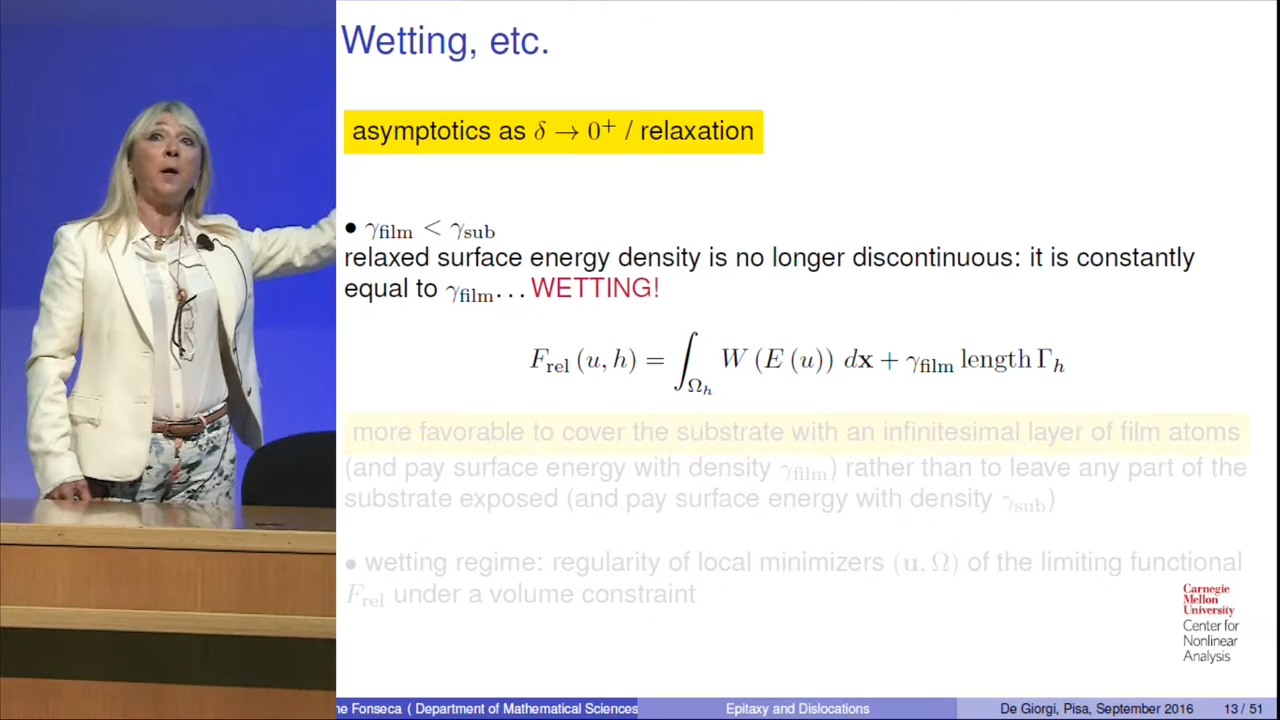 Wetting, etc.
asymptotics as δ → 0⁺ / relaxation
• γfilm < γsub
relaxed surface energy density is no longer discontinuous: it is constantly
equal to γfilm... WETTING!
Frel (u, h) = ∫Ωh W (E (u)) dx + γfilm length Γh
more favorable to cover the substrate with an infinitesimal layer of film atoms
(and pay surface energy with density γfilm) rather than to leave any part of the
substrate exposed (and pay surface energy with density γsub)
• wetting regime: regularity of local minimizers (u, Ω) of the limiting functional
Frel under a volume constraint
Carnegie
Mellon
University
Center for
Nonlinear
Analysis
ne Fonseca ( Department of Mathematical Sciences
Epitaxy and Dislocations
De Giorgi, Pisa, September 2016 13 / 51